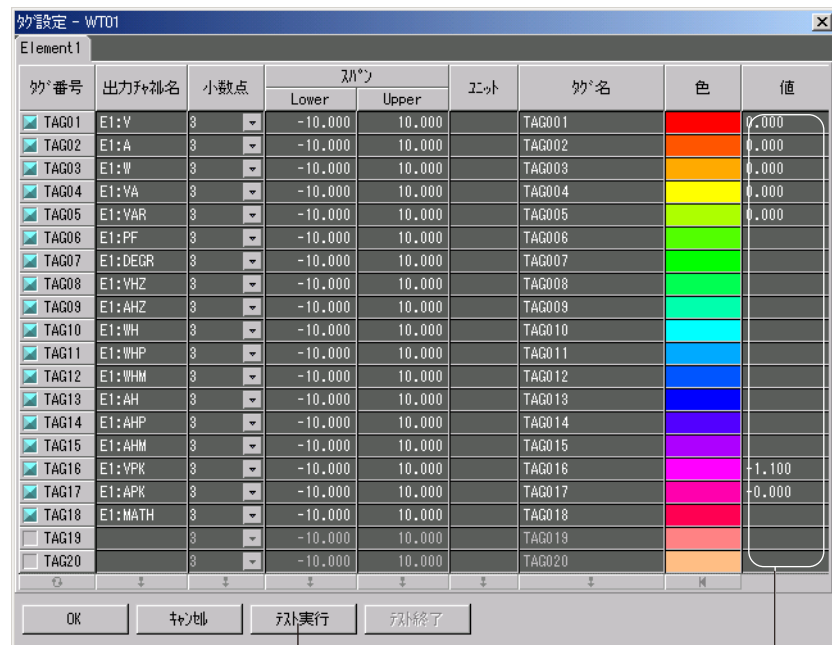 ﾀｸﾞ設定 - WT01
Element1
ﾀｸﾞ番号 出力ﾁｬﾈﾙ名 小数点 ｽﾊﾟﾝ ﾕﾆｯﾄ ﾀｸﾞ名 色 値
Lower Upper
TAG01 E1:V 3 -10.000 10.000 TAG001 0.000
TAG02 E1:A 3 -10.000 10.000 TAG002 0.000
TAG03 E1:W 3 -10.000 10.000 TAG003 0.000
TAG04 E1:VA 3 -10.000 10.000 TAG004 0.000
TAG05 E1:VAR 3 -10.000 10.000 TAG005 0.000
TAG06 E1:PF 3 -10.000 10.000 TAG006
TAG07 E1:DEGR 3 -10.000 10.000 TAG007
TAG08 E1:VHZ 3 -10.000 10.000 TAG008
TAG09 E1:AHZ 3 -10.000 10.000 TAG009
TAG10 E1:WH 3 -10.000 10.000 TAG010
TAG11 E1:WHP 3 -10.000 10.000 TAG011
TAG12 E1:WHM 3 -10.000 10.000 TAG012
TAG13 E1:AH 3 -10.000 10.000 TAG013
TAG14 E1:AHP 3 -10.000 10.000 TAG014
TAG15 E1:AHM 3 -10.000 10.000 TAG015
TAG16 E1:VPK 3 -10.000 10.000 TAG016 -1.100
TAG17 E1:APK 3 -10.000 10.000 TAG017 -0.000
TAG18 E1:MATH 3 -10.000 10.000 TAG018
TAG19 3 -10.000 10.000 TAG019
TAG20 3 -10.000 10.000 TAG020
OK ｷｬﾝｾﾙ ﾃｽﾄ実行 ﾃｽﾄ終了